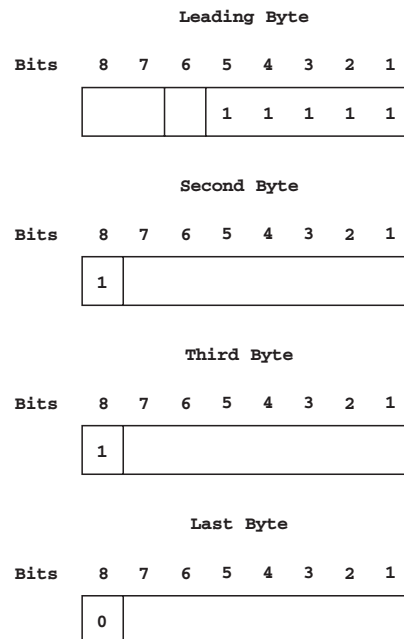 Leading Byte
Bits 8 7 6 5 4 3 2 1
1 1 1 1 1
Second Byte
Bits 8 7 6 5 4 3 2 1
1
Third Byte
Bits 8 7 6 5 4 3 2 1
1
Last Byte
Bits 8 7 6 5 4 3 2 1
0